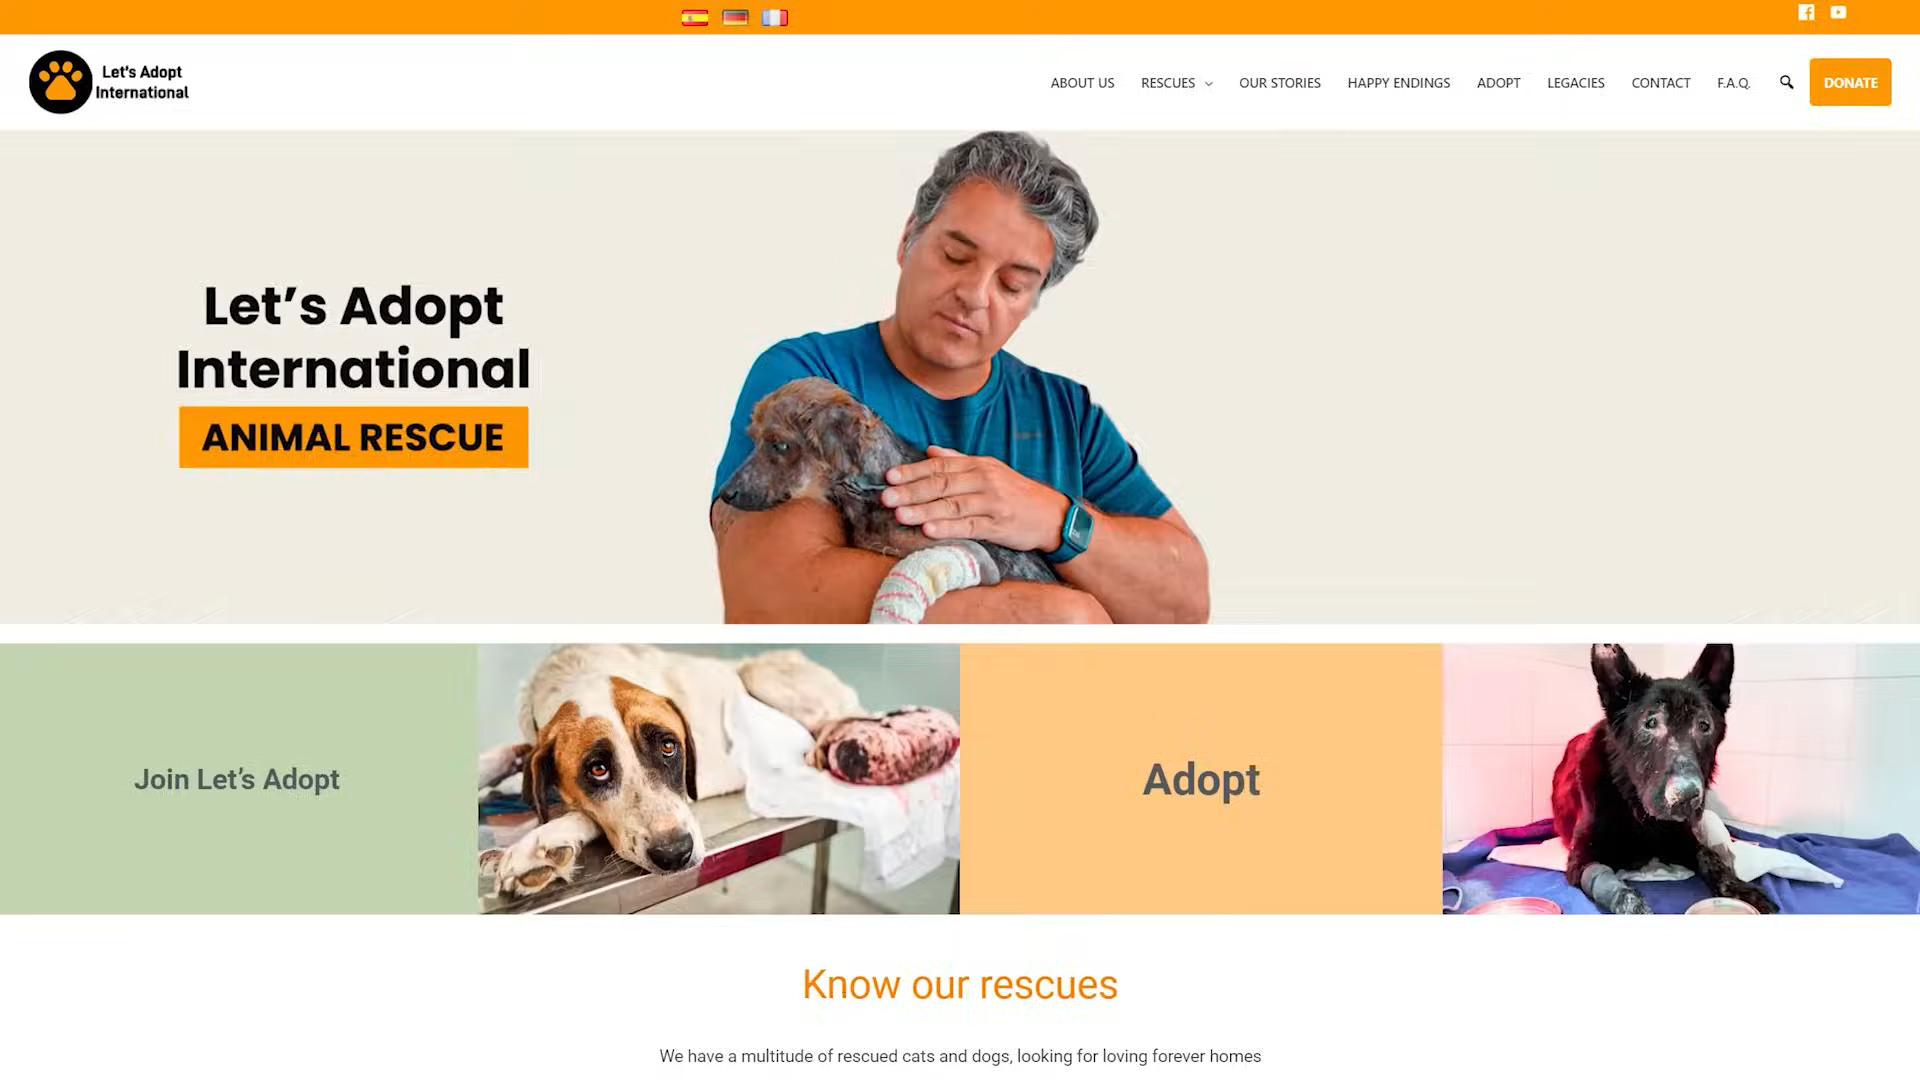 Let's Adopt
International
ABOUT US
RESCUES
OUR STORIES
HAPPY ENDINGS
ADOPT
LEGACIES
CONTACT
F.A.Q.
DONATE
Let’s Adopt
International
ANIMAL RESCUE
Join Let’s Adopt
Adopt
Know our rescues
We have a multitude of rescued cats and dogs, looking for loving forever homes